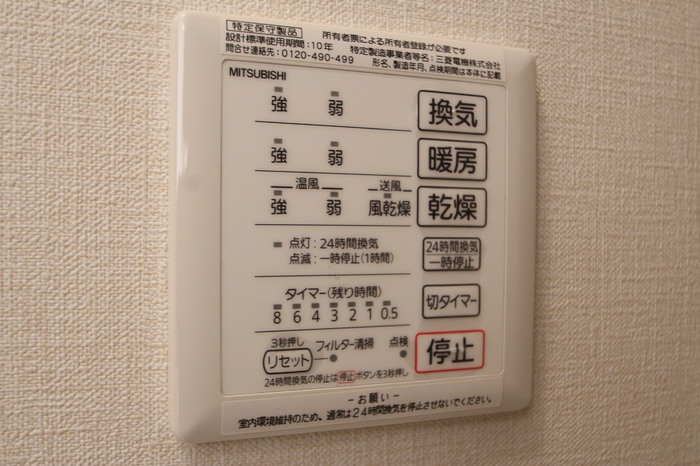 特定保守製品 所有者票による所有者登録が必要です
設計標準使用期間:10年 特定製造事業者等名:三菱電機株式会社
問合せ連絡先:0120-490-499 形名、製造年月、点検期間は本体に記載
MITSUBISHI
強 弱 換気
強 弱 暖房
温風 送風
強 弱 風乾燥 乾燥
点灯:24時間換気
点滅:一時停止(1時間)
24時間換気
一時停止
タイマー(残り時間)
8 6 4 3 2 1 0.5
切タイマー
3秒押し フィルター清掃 点検
リセット
停止
24時間換気の停止は停止ボタンを3秒押し
-お願い-
室内環境維持のため、通常は24時間換気を停止させないでください。